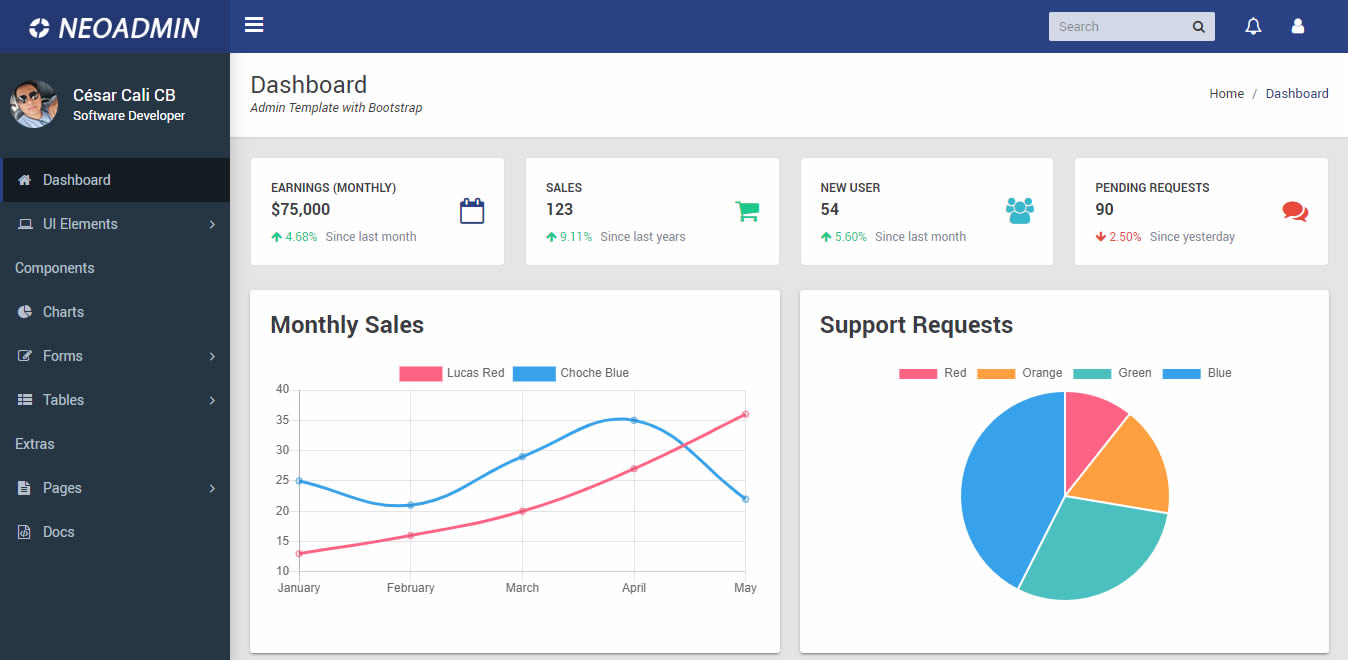 NEOADMIN
Search
César Cali CB
Software Developer
Dashboard
UI Elements
Components
Charts
Forms
Tables
Extras
Pages
Docs
Dashboard
Admin Template with Bootstrap
Home / Dashboard
EARNINGS (MONTHLY)
$75,000
4.68% Since last month
SALES
123
9.11% Since last years
NEW USER
54
5.60% Since last month
PENDING REQUESTS
90
2.50% Since yesterday
Monthly Sales
Lucas Red Choche Blue
40
35
30
25
20
15
10
January February March April May
Support Requests
Red Orange Green Blue